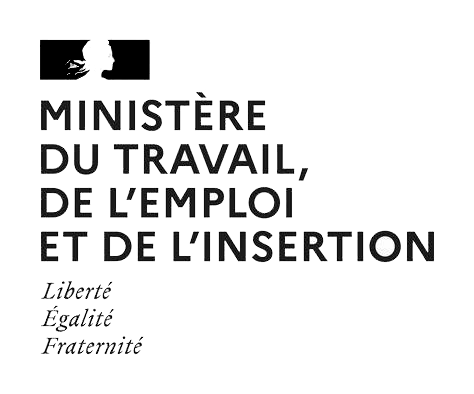 MINISTÈRE
DU TRAVAIL,
DE L’EMPLOI
ET DE L’INSERTION
Liberté
Égalité
Fraternité